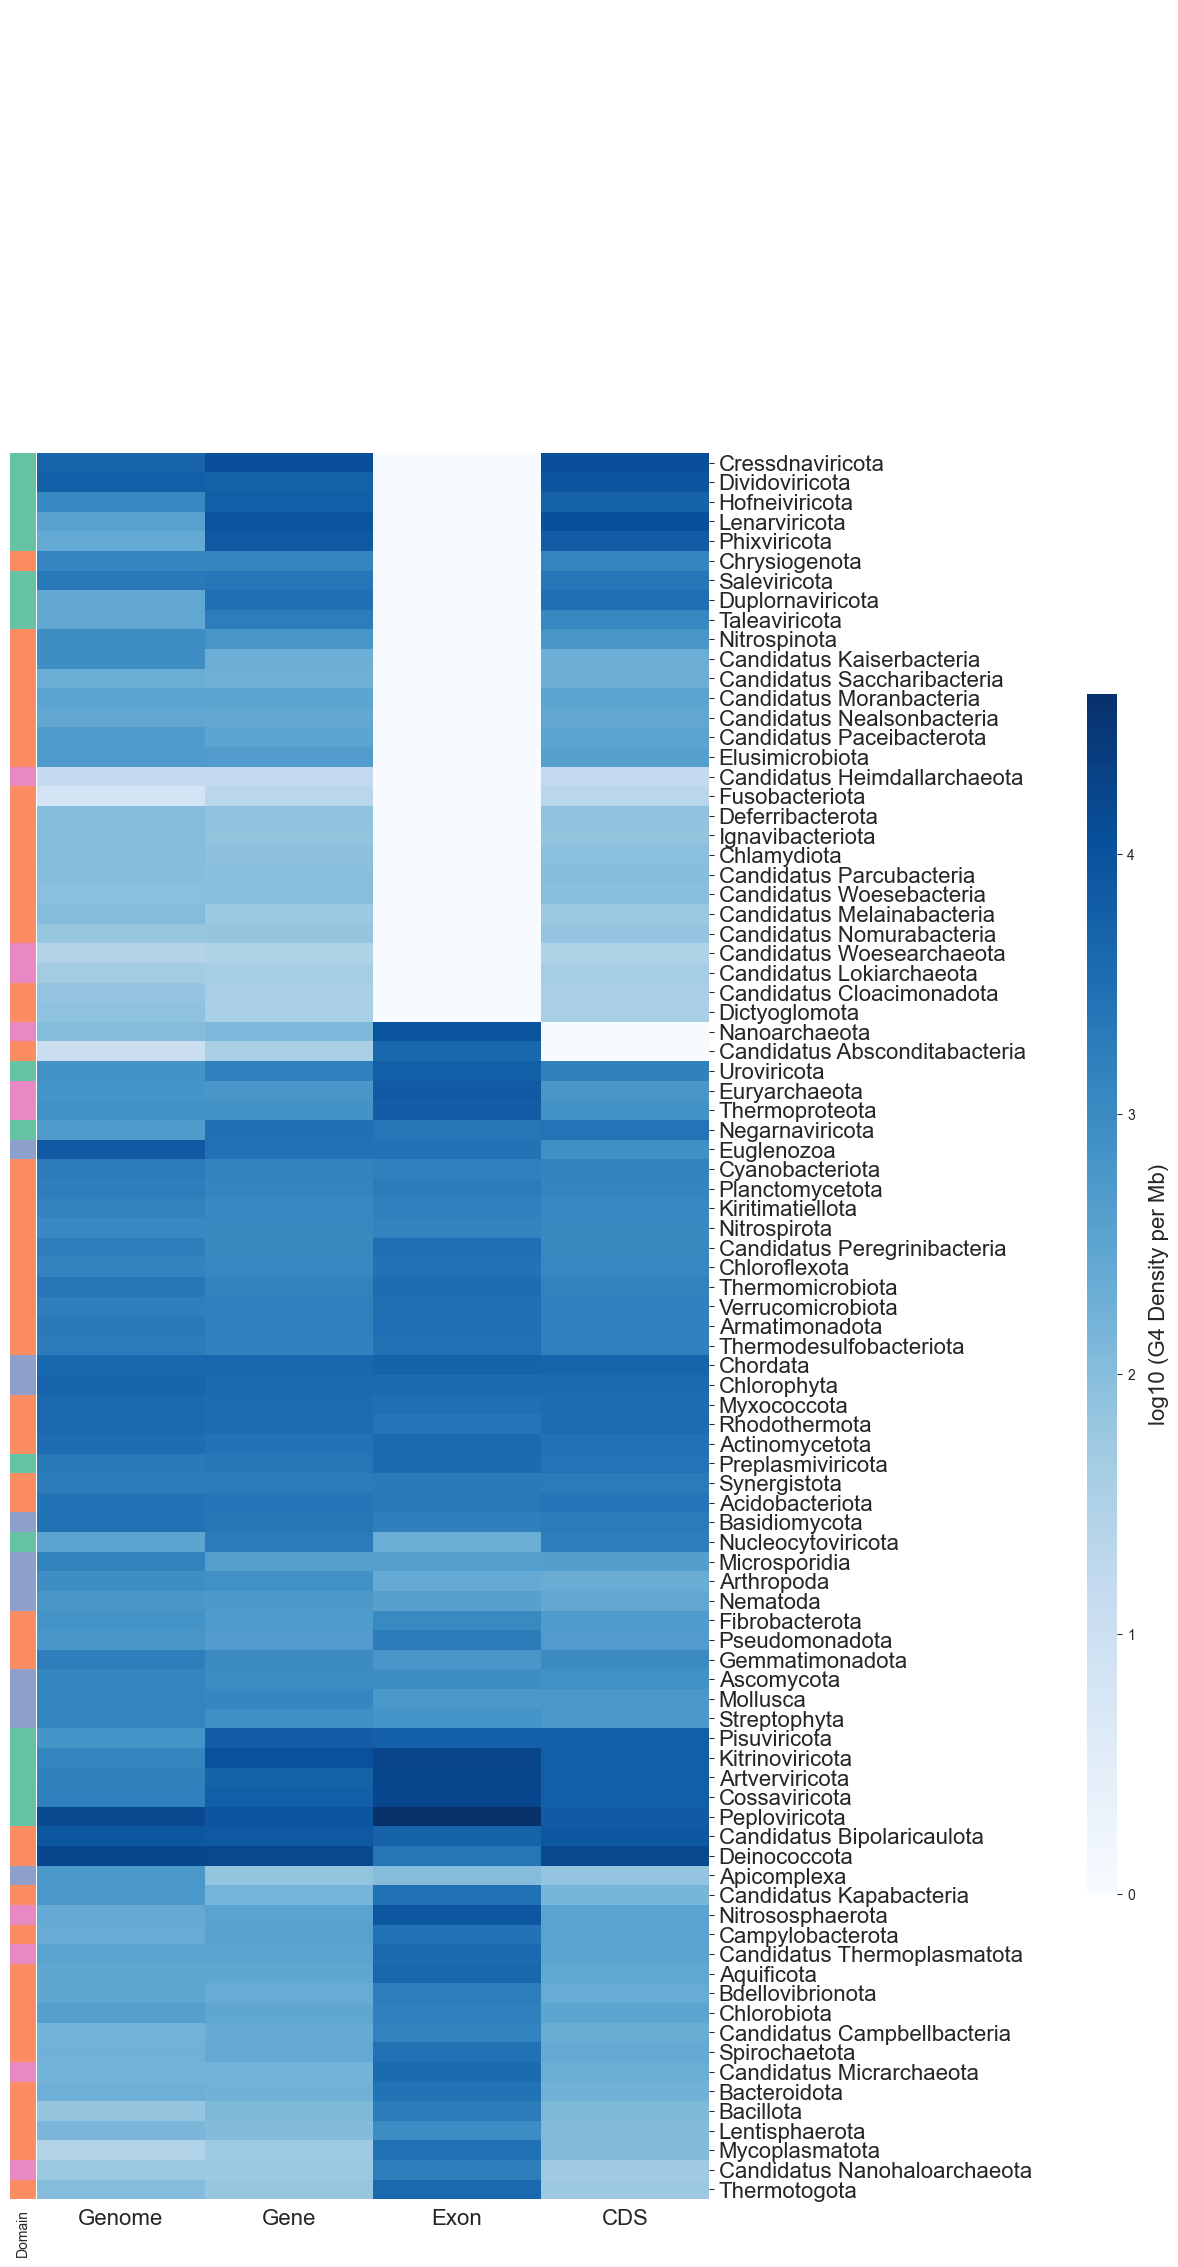 Cressdnaviricota
Dividoviricota
Hofneiviricota
Lenarviricota
Phixviricota
Chrysiogenota
Saleviricota
Duplornaviricota
Taleaviricota
Nitrospinota
Candidatus Kaiserbacteria
Candidatus Saccharibacteria
Candidatus Moranbacteria
Candidatus Nealsonbacteria
Candidatus Paceibacterota
Elusimicrobiota
Candidatus Heimdallarchaeota
Fusobacteriota
Deferribacterota
Ignavibacteriota
Chlamydiota
Candidatus Parcubacteria
Candidatus Woesebacteria
Candidatus Melainabacteria
Candidatus Nomurabacteria
Candidatus Woesearchaeota
Candidatus Lokiarchaeota
Candidatus Cloacimonadota
Dictyoglomota
Nanoarchaeota
Candidatus Absconditabacteria
Uroviricota
Euryarchaeota
Thermoproteota
Negarnaviricota
Euglenozoa
Cyanobacteriota
Planctomycetota
Kiritimatiellota
Nitrospirota
Candidatus Peregrinibacteria
Chloroflexota
Thermomicrobiota
Verrucomicrobiota
Armatimonadota
Thermodesulfobacteriota
Chordata
Chlorophyta
Myxococcota
Rhodothermota
Actinomycetota
Preplasmiviricota
Synergistota
Acidobacteriota
Basidiomycota
Nucleocytoviricota
Microsporidia
Arthropoda
Nematoda
Fibrobacterota
Pseudomonadota
Gemmatimonadota
Ascomycota
Mollusca
Streptophyta
Pisuviricota
Kitrinoviricota
Artverviricota
Cossaviricota
Peploviricota
Candidatus Bipolaricaulota
Deinococcota
Apicomplexa
Candidatus Kapabacteria
Nitrososphaerota
Campylobacterota
Candidatus Thermoplasmatota
Aquificota
Bdellovibrionota
Chlorobiota
Candidatus Campbellbacteria
Spirochaetota
Candidatus Micrarchaeota
Bacteroidota
Bacillota
Lentisphaerota
Mycoplasmatota
Candidatus Nanohaloarchaeota
Thermotogota
Domain
Genome
Gene
Exon
CDS
4
3
2
1
0
log10 (G4 Density per Mb)